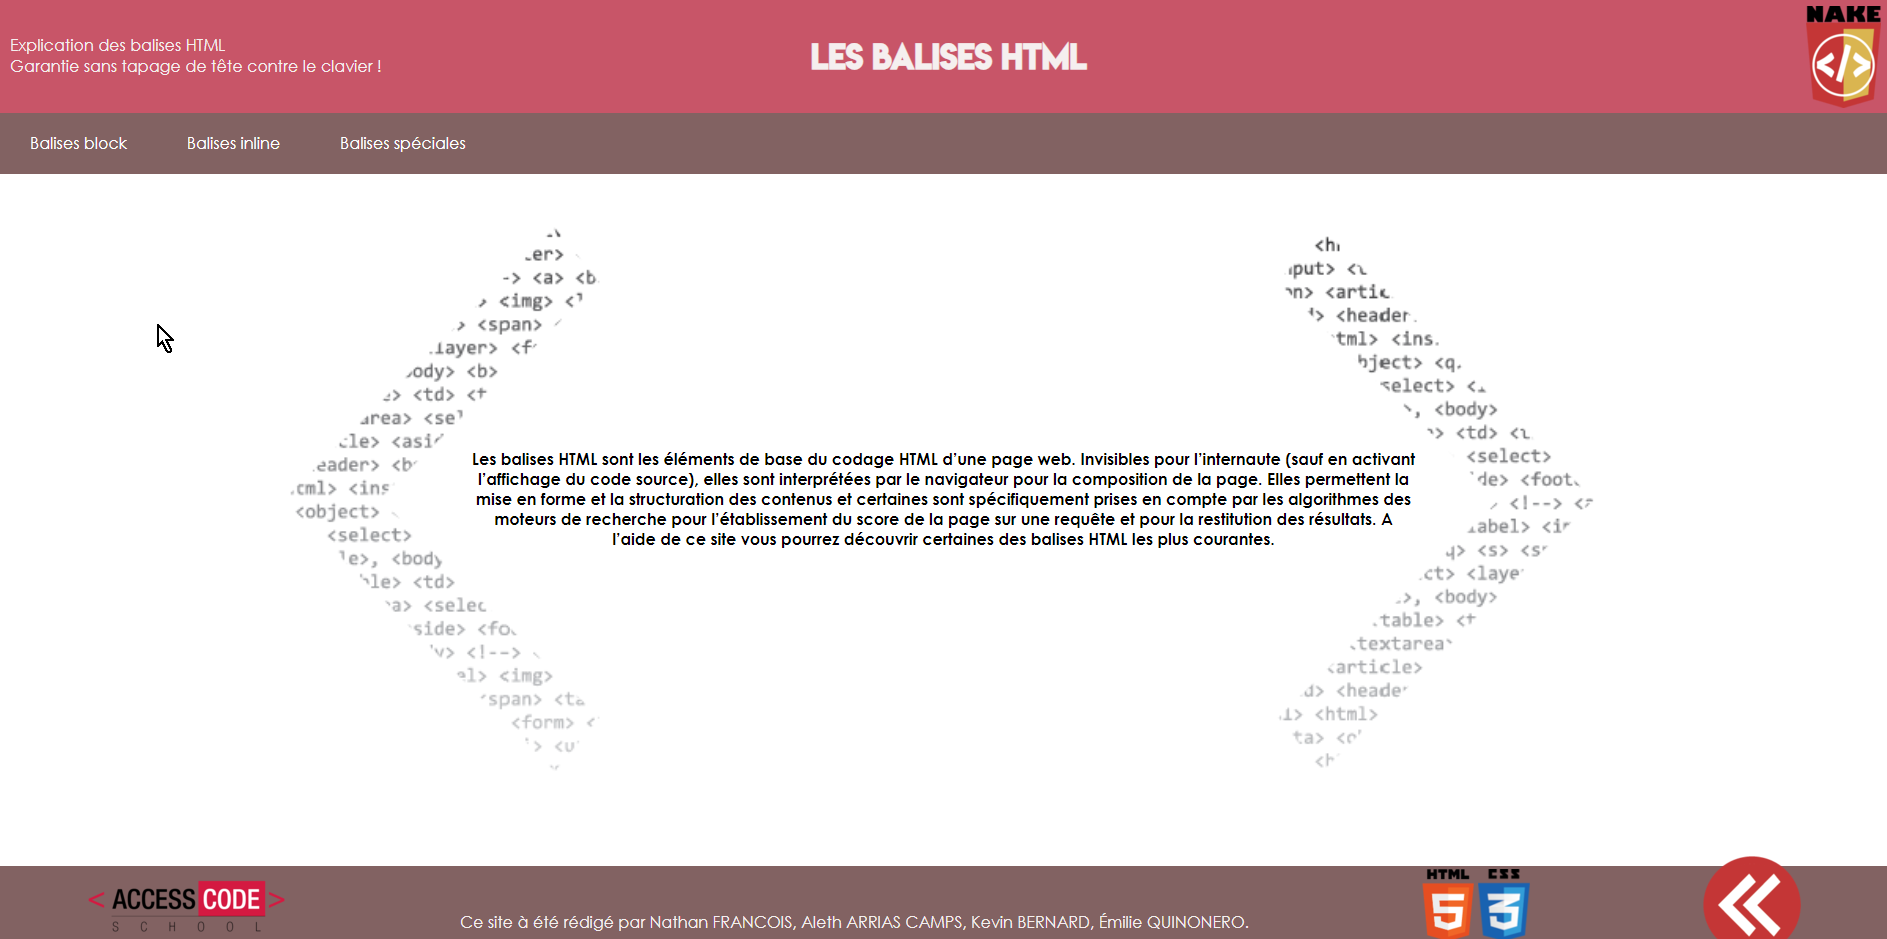 Explication des balises HTML
Garantie sans tapage de tête contre le clavier !
LES BALISES HTML
NAKE
</>
Balises block
Balises inline
Balises spéciales
er>
-> <a> <b
> <img> <
> <span>
layer> <f
ody> <b>
> <td> <
area> <se
cle> <asid
eader> <b
<ins
<object>
<select>
le>, <body
ble> <td>
a> <selec
side> <fo
<!-->
el> <img>
span> <ta
<form> <
> <u
<h
put> <
on> <artic
> <header
tml> <ins
bject> <q
select> <
, <body>
> <td> <
<select>
de> <foot
<!--> <
label> <i
q> <s> <s
ct> <laye
>, <body>
table> <
textarea
<article>
d> <header
> <html>
ta> <o
<h
Les balises HTML sont les éléments de base du codage HTML d'une page web. Invisibles pour l'internaute (sauf en activant
l'affichage du code source), elles sont interprétées par le navigateur pour la composition de la page. Elles permettent la
mise en forme et la structuration des contenus et certaines sont spécifiquement prises en compte par les algorithmes des
moteurs de recherche pour l'établissement du score de la page sur une requête et pour la restitution des résultats. A
l'aide de ce site vous pourrez découvrir certaines des balises HTML les plus courantes.
< ACCESS CODE >
SCHOOL
Ce site à été rédigé par Nathan FRANCOIS, Aleth ARRIAS CAMPS, Kevin BERNARD, Émilie QUINONERO.
HTML
5
CSS
3